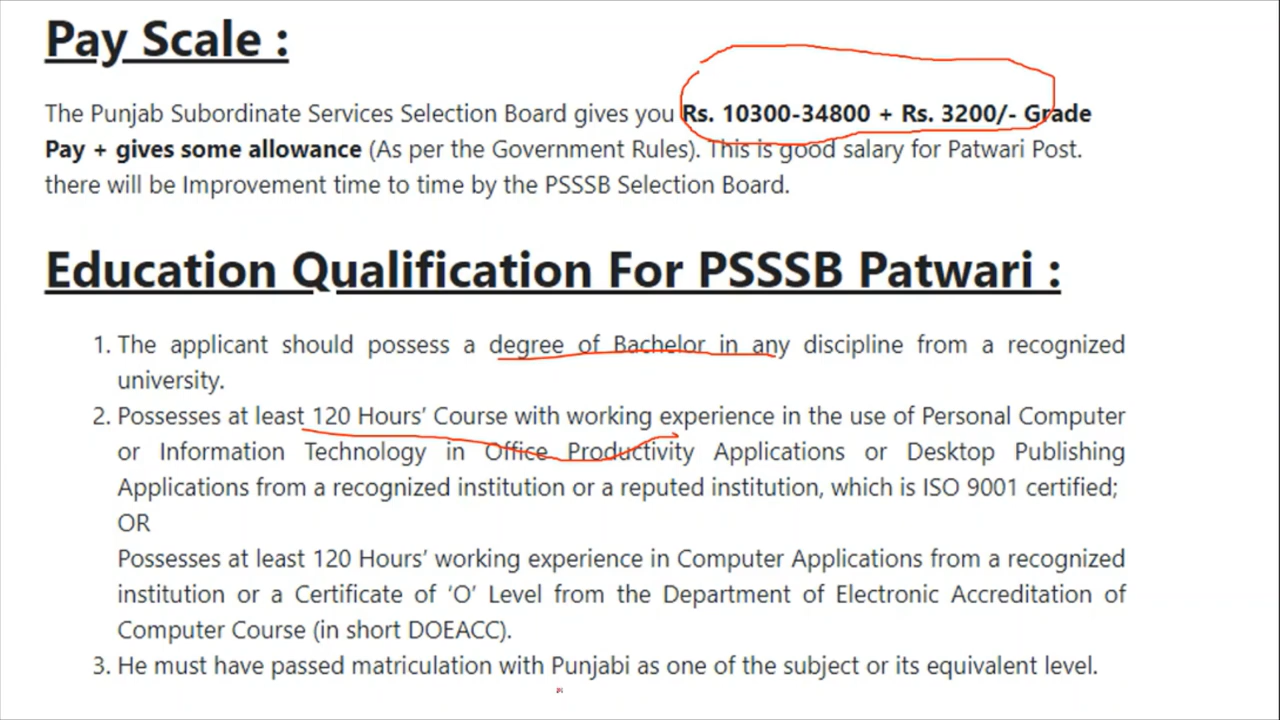 Pay Scale :
The Punjab Subordinate Services Selection Board gives you Rs. 10300-34800 + Rs. 3200/- Grade
Pay + gives some allowance (As per the Government Rules). This is good salary for Patwari Post.
there will be Improvement time to time by the PSSSB Selection Board.
Education Qualification For PSSSB Patwari :
1. The applicant should possess a degree of Bachelor in any discipline from a recognized
university.
2. Possesses at least 120 Hours’ Course with working experience in the use of Personal Computer
or Information Technology in Office Productivity Applications or Desktop Publishing
Applications from a recognized institution or a reputed institution, which is ISO 9001 certified;
OR
Possesses at least 120 Hours’ working experience in Computer Applications from a recognized
institution or a Certificate of ‘O’ Level from the Department of Electronic Accreditation of
Computer Course (in short DOEACC).
3. He must have passed matriculation with Punjabi as one of the subject or its equivalent level.